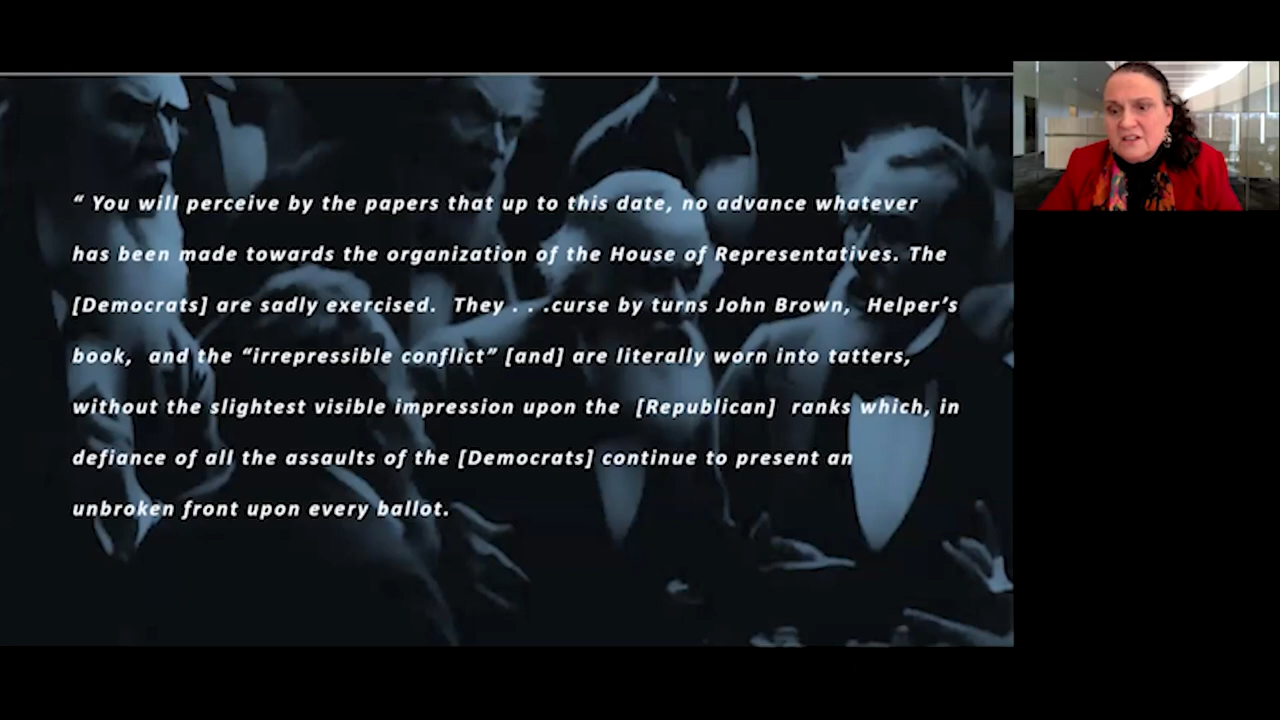 “ You will perceive by the papers that up to this date, no advance whatever
has been made towards the organization of the House of Representatives. The
[Democrats] are sadly exercised. They . . .curse by turns John Brown, Helper’s
book, and the “irrepressible conflict” [and] are literally worn into tatters,
without the slightest visible impression upon the [Republican] ranks which, in
defiance of all the assaults of the [Democrats] continue to present an
unbroken front upon every ballot.